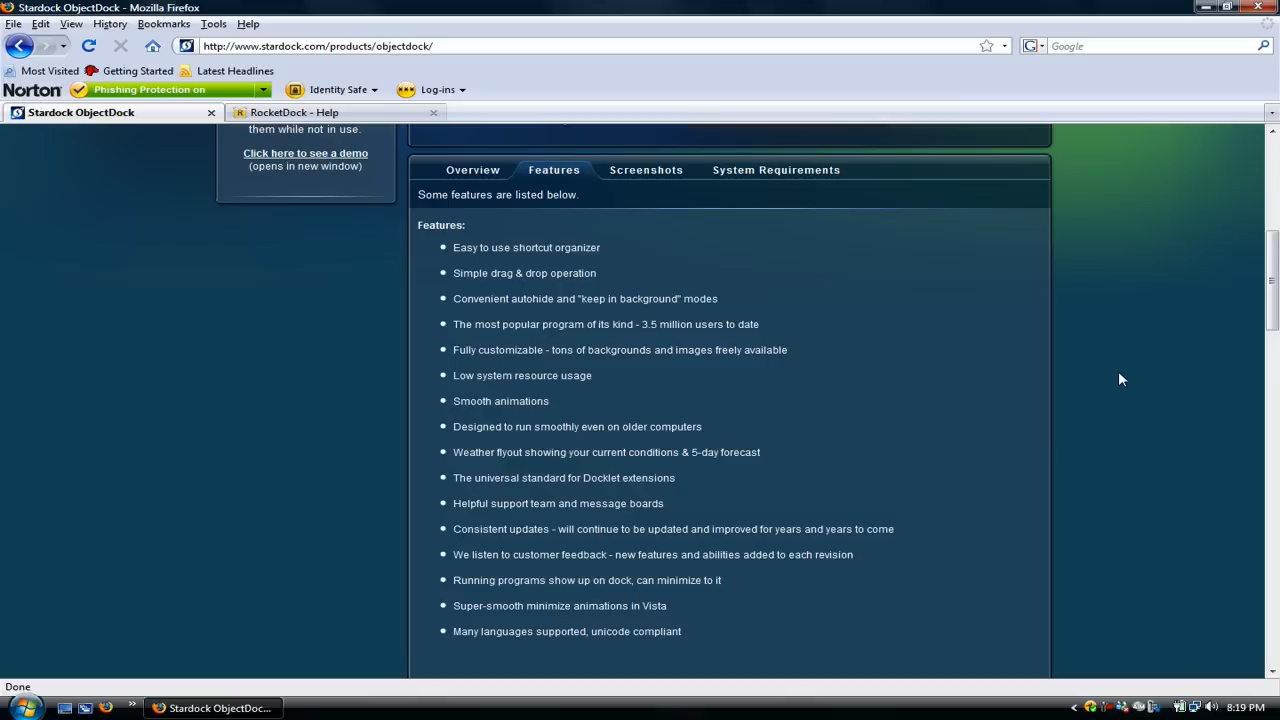 Stardock ObjectDock - Mozilla Firefox
File Edit View History Bookmarks Tools Help
http://www.stardock.com/products/objectdock/
Google
Most Visited Getting Started Latest Headlines
Norton Phishing Protection on Identity Safe Log-ins
Stardock ObjectDock RocketDock - Help
them while not in use.
Click here to see a demo
(opens in new window)
Overview Features Screenshots System Requirements
Some features are listed below.
Features:
Easy to use shortcut organizer
Simple drag & drop operation
Convenient autohide and "keep in background" modes
The most popular program of its kind - 3.5 million users to date
Fully customizable - tons of backgrounds and images freely available
Low system resource usage
Smooth animations
Designed to run smoothly even on older computers
Weather flyout showing your current conditions & 5-day forecast
The universal standard for Docklet extensions
Helpful support team and message boards
Consistent updates - will continue to be updated and improved for years and years to come
We listen to customer feedback - new features and abilities added to each revision
Running programs show up on dock, can minimize to it
Super-smooth minimize animations in Vista
Many languages supported, unicode compliant
Done
Stardock ObjectDoc... 8:19 PM